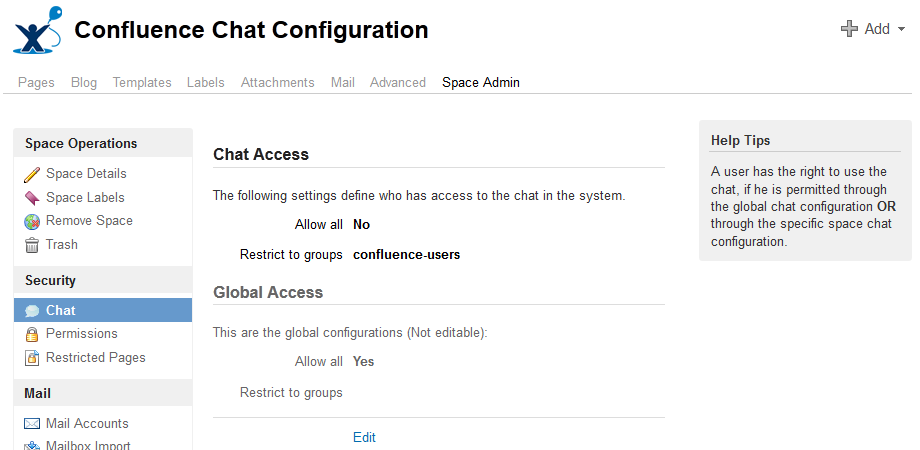 Confluence Chat Configuration
Add
Pages Blog Templates Labels Attachments Mail Advanced Space Admin
Space Operations
Space Details
Space Labels
Remove Space
Trash
Security
Chat
Permissions
Restricted Pages
Mail
Mail Accounts
Mailbox Import
Chat Access
The following settings define who has access to the chat in the system.
Allow all No
Restrict to groups confluence-users
Global Access
This are the global configurations (Not editable):
Allow all Yes
Restrict to groups
Edit
Help Tips
A user has the right to use the
chat, if he is permitted through
the global chat configuration OR
through the specific space chat
configuration.